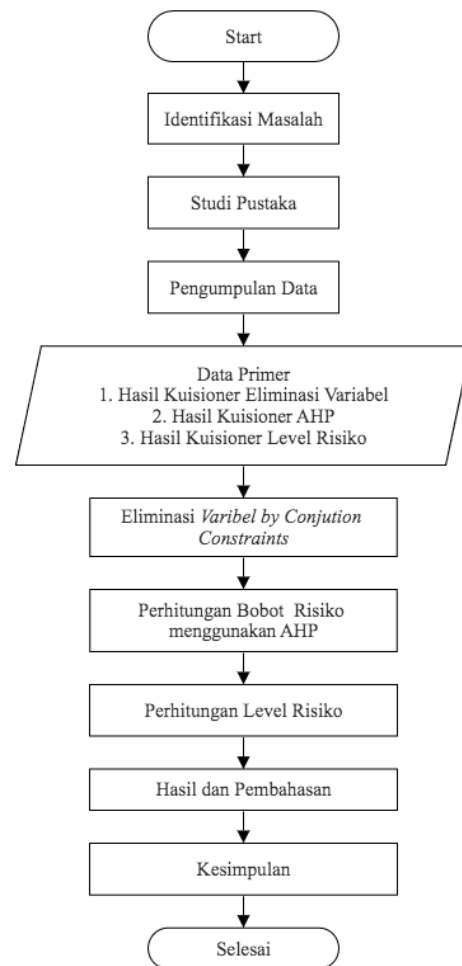 Start
Identifikasi Masalah
Studi Pustaka
Pengumpulan Data
Data Primer
1. Hasil Kuisioner Eliminasi Variabel
2. Hasil Kuisioner AHP
3. Hasil Kuisioner Level Risiko
Eliminasi Varibel by Conjution
Constraints
Perhitungan Bobot Risiko
menggunakan AHP
Perhitungan Level Risiko
Hasil dan Pembahasan
Kesimpulan
Selesai